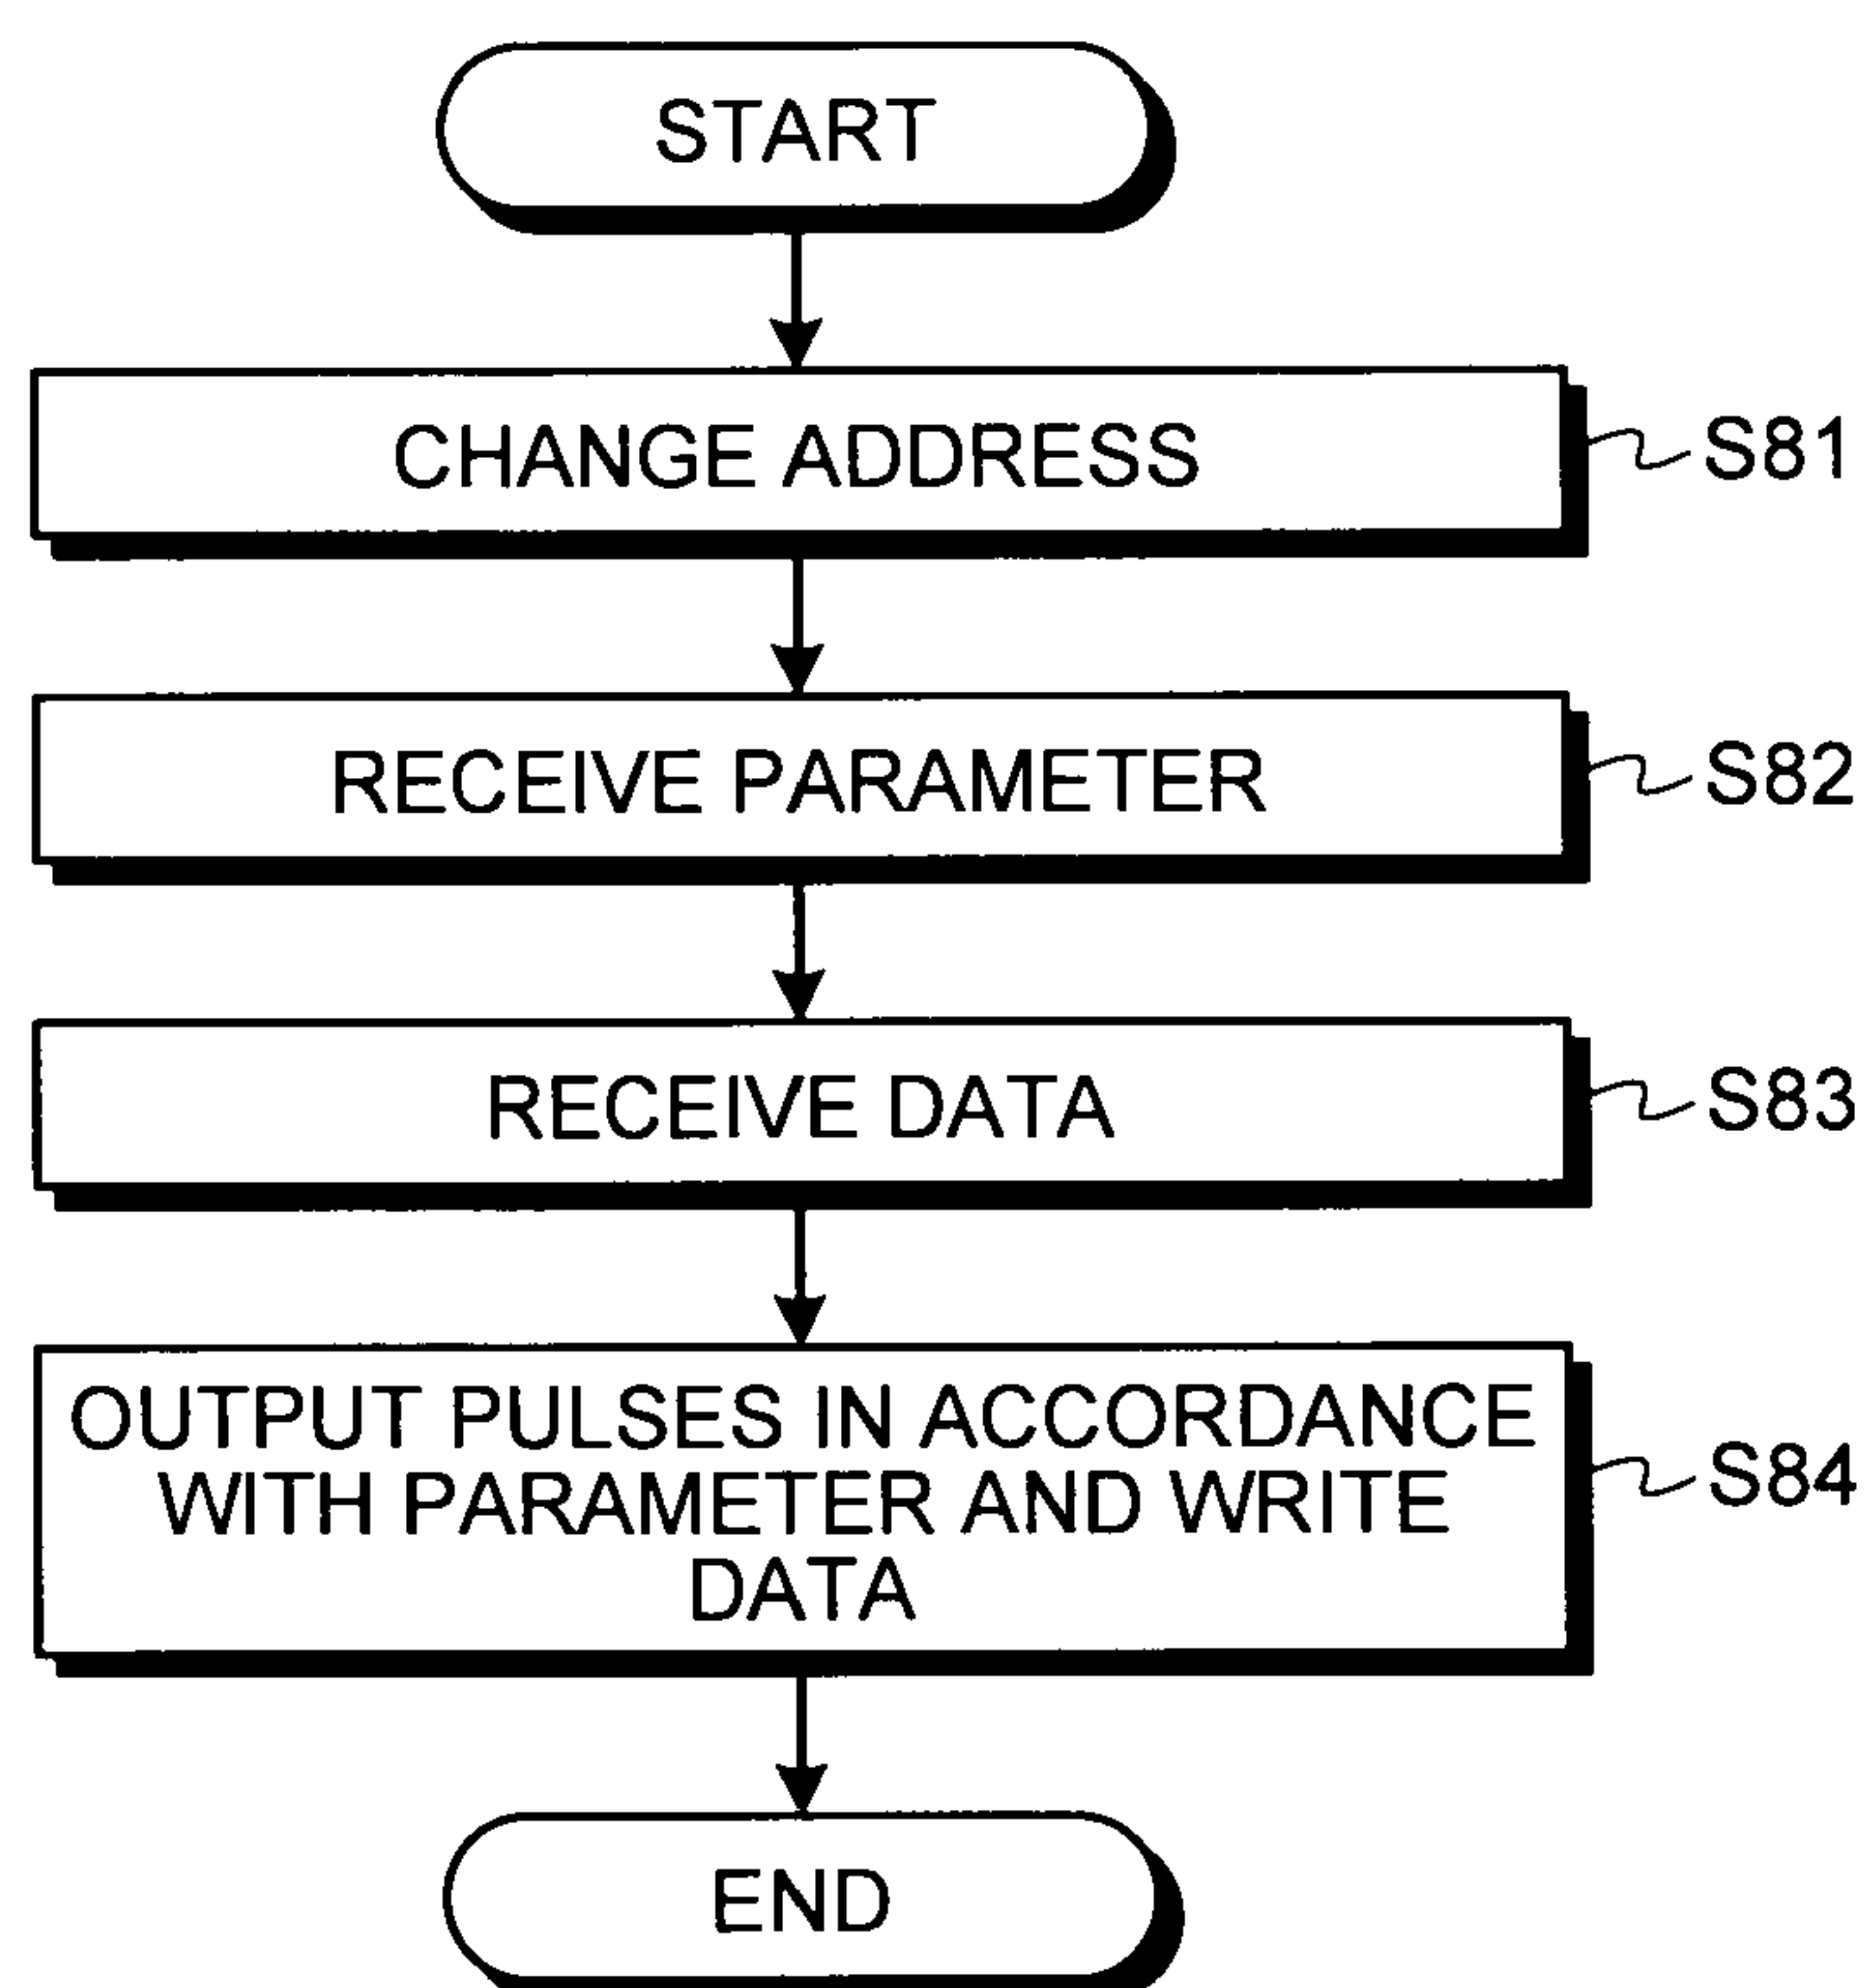 START
CHANGE ADDRESS
S81
RECEIVE PARAMETER
S82
RECEIVE DATA
S83
OUTPUT PULSES IN ACCORDANCE
WITH PARAMETER AND WRITE
DATA
S84
END